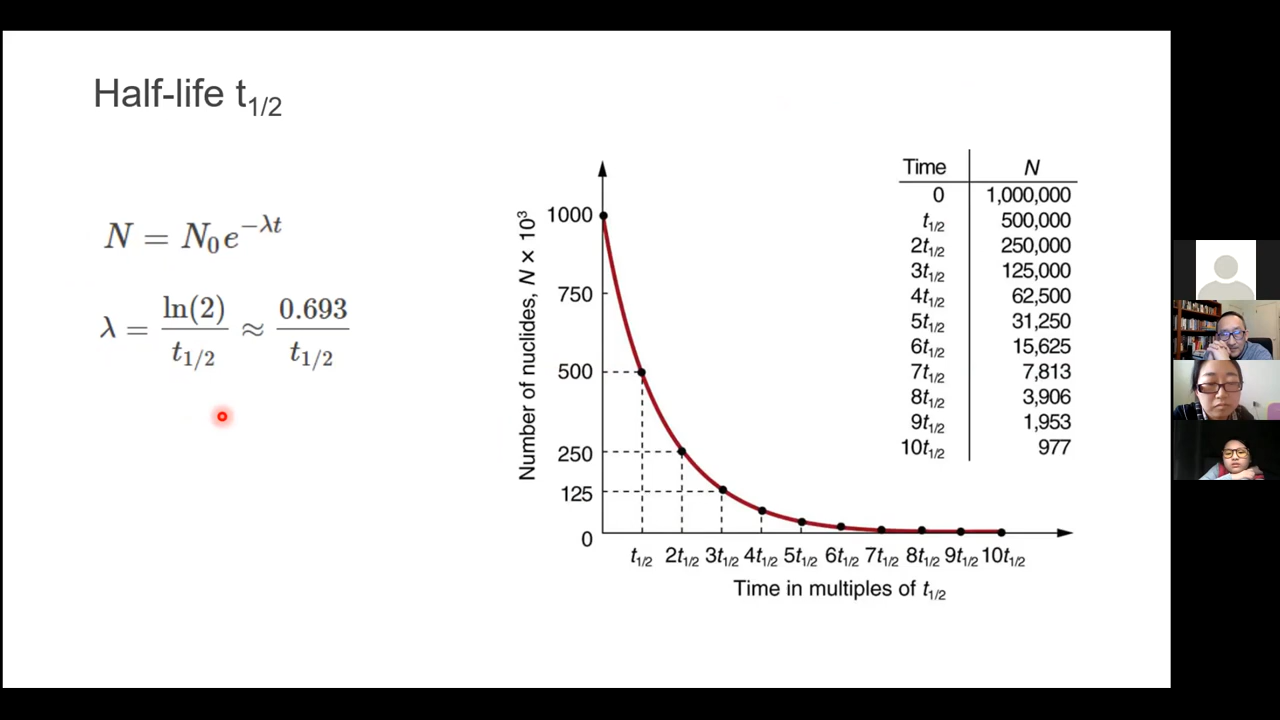 Half-life t1/2
N = N0e^−λt
λ = ln(2)/t1/2 ≈ 0.693/t1/2
Number of nuclides, N × 10³
1000
750
500
250
125
0
t1/2 2t1/2 3t1/2 4t1/2 5t1/2 6t1/2 7t1/2 8t1/2 9t1/2 10t1/2
Time in multiples of t1/2
Time N
0 1,000,000
t1/2 500,000
2t1/2 250,000
3t1/2 125,000
4t1/2 62,500
5t1/2 31,250
6t1/2 15,625
7t1/2 7,813
8t1/2 3,906
9t1/2 1,953
10t1/2 977